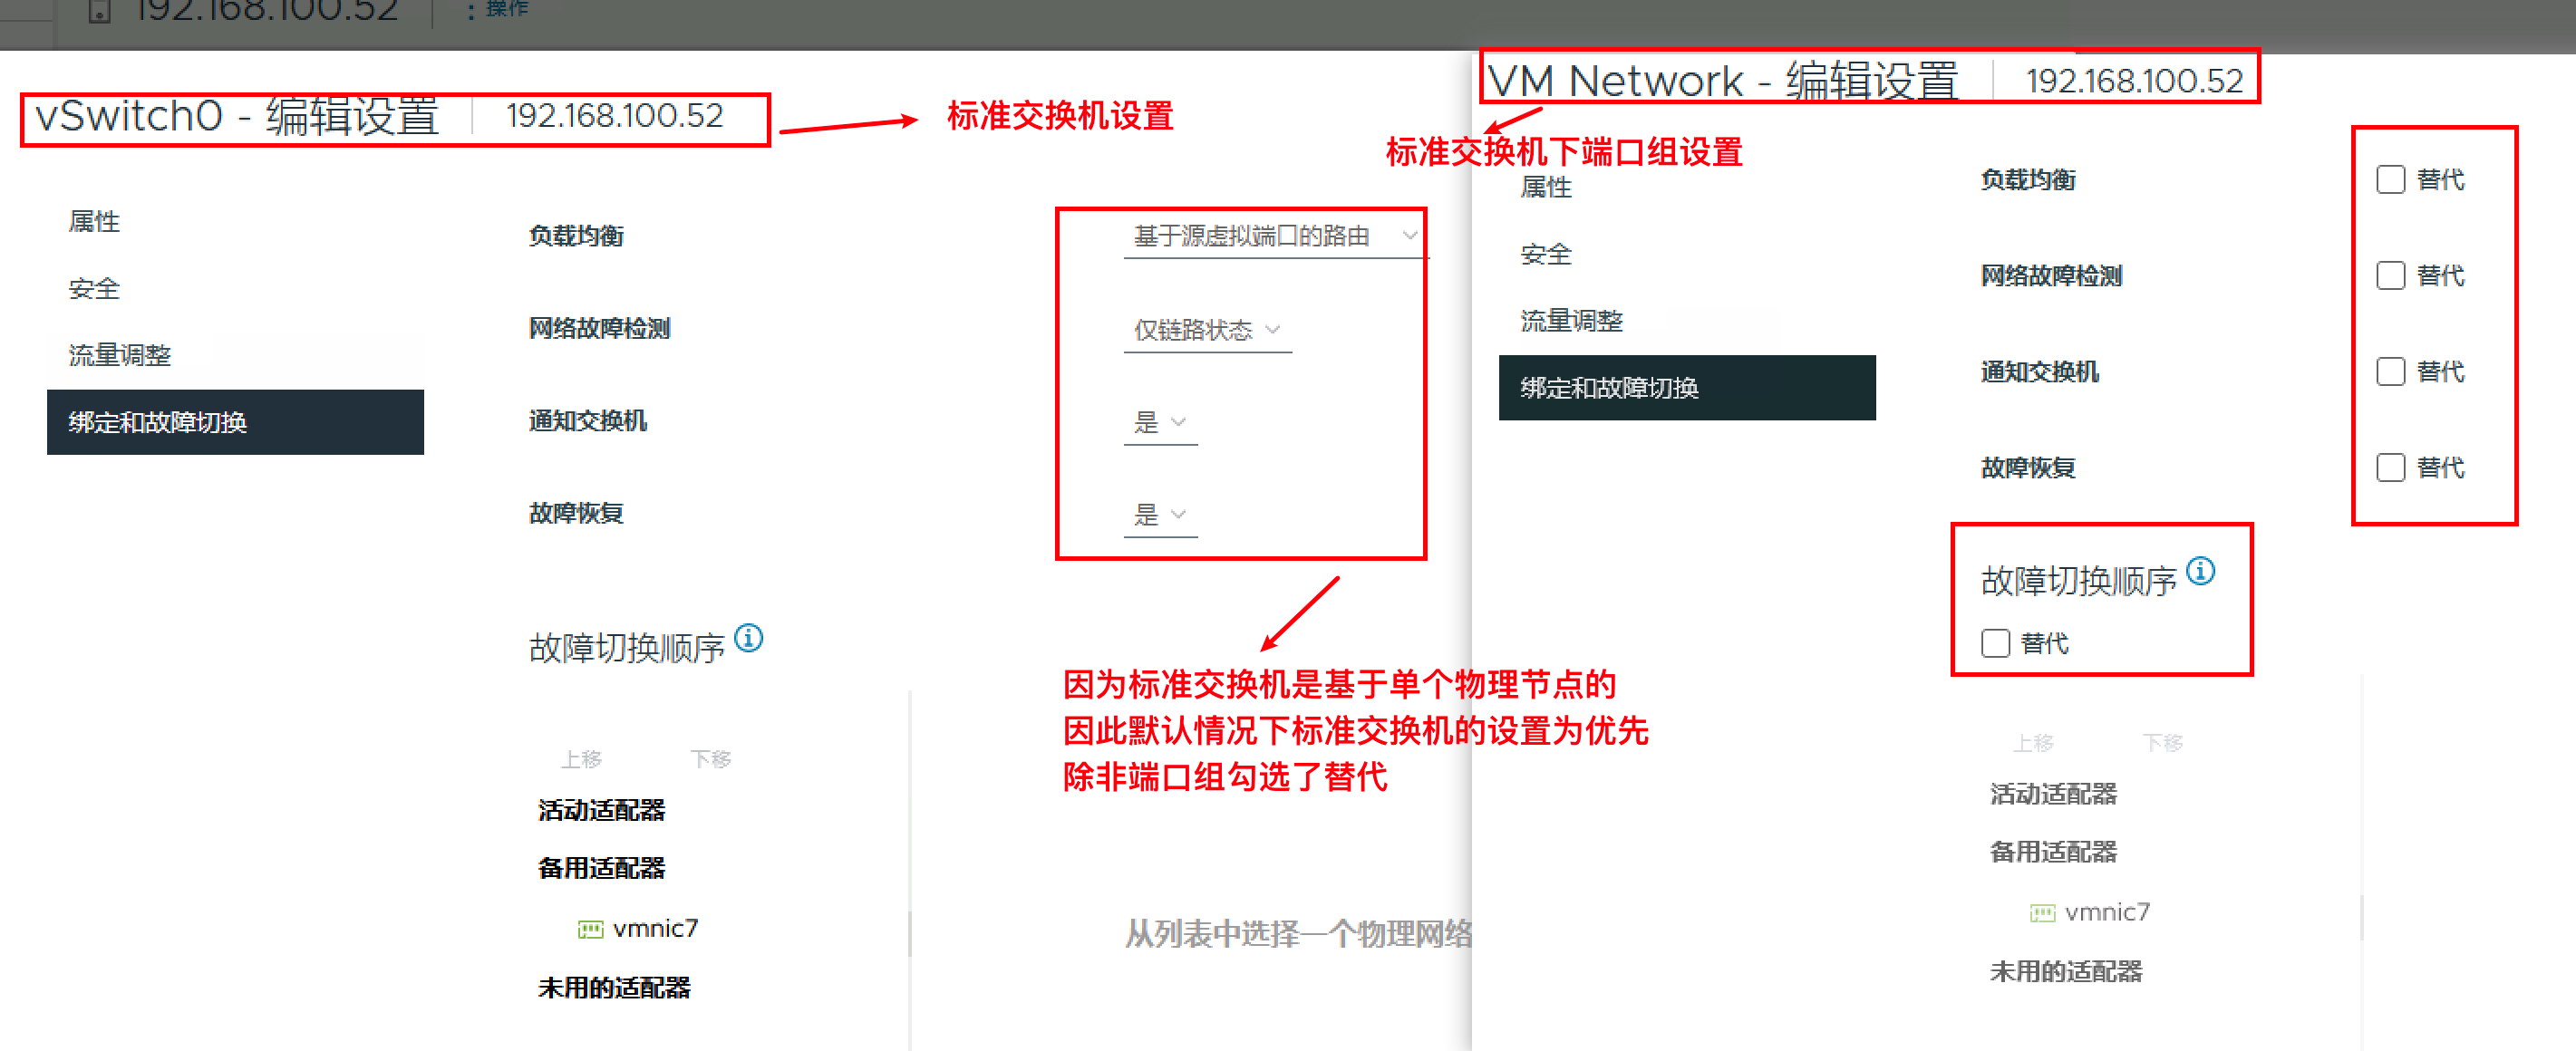 192.168.100.52
操作
vSwitch0 - 编辑设置
192.168.100.52
标准交换机设置
属性
安全
流量调整
绑定和故障切换
负载均衡
基于源虚拟端口的路由
网络故障检测
仅链路状态
通知交换机
是
故障恢复
是
故障切换顺序
因为标准交换机是基于单个物理节点的
因此默认情况下标准交换机的设置为优先
除非端口组勾选了替代
上移
下移
活动适配器
备用适配器
vmnic7
未用的适配器
从列表中选择一个物理网络
VM Network - 编辑设置
192.168.100.52
标准交换机下端口组设置
属性
安全
流量调整
绑定和故障切换
负载均衡
替代
网络故障检测
替代
通知交换机
替代
故障恢复
替代
故障切换顺序
替代
上移
下移
活动适配器
备用适配器
vmnic7
未用的适配器